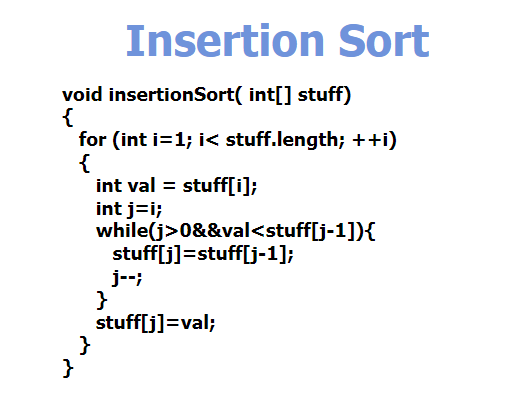 Insertion Sort
void insertionSort( int[] stuff)
{
for (int i=1; i< stuff.length; ++i)
{
int val = stuff[i];
int j=i;
while(j>0&&val<stuff[j-1]){
stuff[j]=stuff[j-1];
j--;
}
stuff[j]=val;
}
}